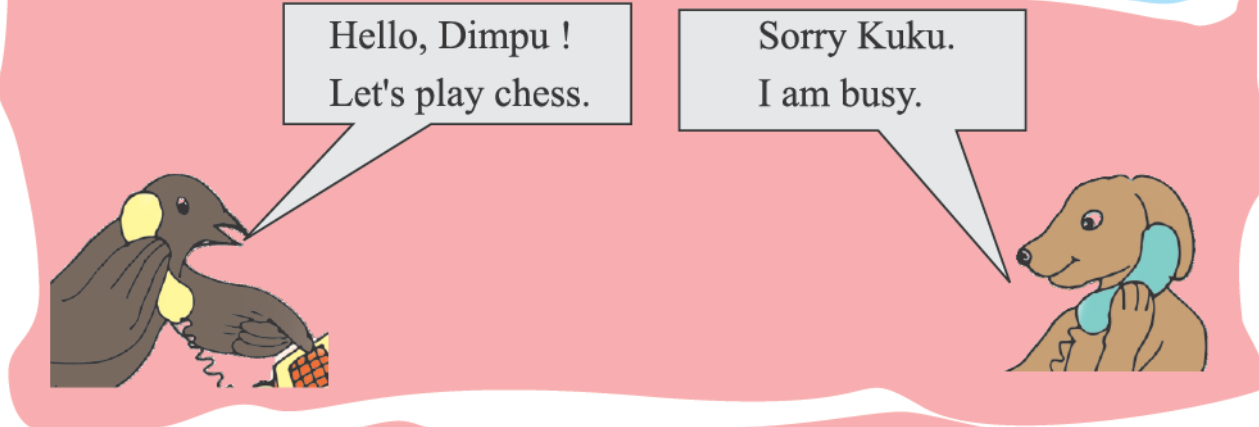 Hello, Dimpu !
Let's play chess.
Sorry Kuku.
I am busy.